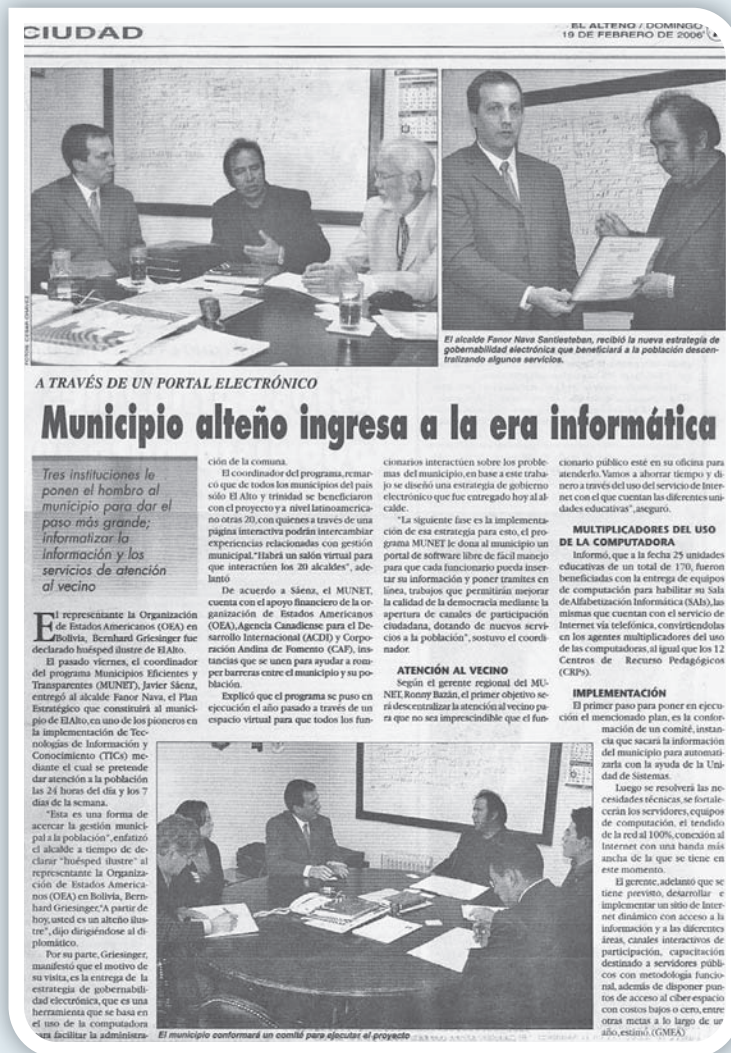 CIUDAD
EL ALTEÑO / DOMINGO
19 DE FEBRERO DE 2006
El alcalde Fanor Nava Santiesteban, recibió la nueva estrategia de
gobernabilidad electrónica que beneficiará a la población descen-
tralizando algunos servicios.
A TRAVÉS DE UN PORTAL ELECTRÓNICO
Municipio alteño ingresa a la era informática
Tres instituciones le
ponen el hombro al
municipio para dar el
paso más grande;
informatizar la
información y los
servicios de atención
al vecino
El representante la Organización
de Estados Americanos (OEA) en
Bolivia, Bernhard Griesinger fue
declarado huésped ilustre de El Alto.
El pasado viernes, el coordinador
del programa Municipios Eficientes y
Transparentes (MUNET), Javier Sáenz,
entregó al alcalde Fanor Nava, el Plan
Estratégico que constituirá al munici-
pio de El Alto, en uno de los pioneros en
la implementación de Tec-
nologías de Información y
Conocimiento (TICs) me-
diante el cual se pretende
dar atención a la población
las 24 horas del día y los 7
días de la semana.
"Esta es una forma de
acercar la gestión munici-
pal a la población", enfatizó
el alcalde a tiempo de de-
clarar "huésped ilustre" al
representante la Organiza-
ción de Estados America-
nos (OEA) en Bolivia, Bern-
hard Griesinger, "A partir de
hoy, usted es un alteño ilus-
tre", dijo dirigiéndose al di-
plomático.
Por su parte, Griesinger,
manifestó que el motivo de
su visita, es la entrega de la
estrategia de gobernabili-
dad electrónica, que es una
herramienta que se basa en
el uso de la computadora
para facilitar la administra-
ción de la comuna.
El coordinador del programa, remar-
có que de todos los municipios del país
sólo El Alto y trinidad se beneficiaron
con el proyecto y a nivel latinoamerica-
no otras 20, con quienes a través de una
página interactiva podrán intercambiar
experiencias relacionadas con gestión
municipal. "Habrá un salón virtual para
que interactúen los 20 alcaldes", ade-
lantó
De acuerdo a Sáenz, el MUNET,
cuenta con el apoyo financiero de la or-
ganización de Estados Americanos
(OEA), Agencia Canadiense para el De-
sarrollo Internacional (ACDI) y Corpo-
ración Andina de Fomento (CAF), ins-
tancias que se unen para ayudar a rom-
per barreras entre el municipio y su po-
blación.
Explicó que el programa se puso en
ejecución el año pasado a través de un
espacio virtual para que todos los fun-
cionarios interactúen sobre los proble-
mas del municipio, en base a este traba-
jo se diseñó una estrategia de gobierno
electrónico que fue entregado hoy al al-
calde.
"La siguiente fase es la implementa-
ción de esa estrategia para esto, el pro-
grama MUNET le dona al municipio un
portal de software libre de fácil manejo
para que cada funcionario pueda inser-
tar su información y poner tramites en
línea, trabajos que permitirán mejorar
la calidad de la democracia mediante la
apertura de canales de participación
ciudadana, dotando de nuevos servi-
cios a la población", sostuvo el coordi-
nador.
ATENCIÓN AL VECINO
Según el gerente regional del MU-
NET, Ronny Bazán, el primer objetivo se-
rá descentralizar la atención al vecino pa-
ra que no sea imprescindible que el fun-
cionario público esté en su oficina para
atenderlo. Vamos a ahorrar tiempo y di-
nero a través del uso del servicio de Inter-
net con el que cuentan las diferentes uni-
dades educativas", aseguró.
MULTIPLICADORES DEL USO
DE LA COMPUTADORA
Informó, que a la fecha 25 unidades
educativas de un total de 170, fueron
beneficiadas con la entrega de equipos
de computación para habilitar su Sala
de Alfabetización Informática (SAIs), las
mismas que cuentan con el servicio de
Internet vía telefónica, convirtiéndolas
en los agentes multiplicadores del uso
de las computadoras, al igual que los 12
Centros de Recurso Pedagógicos
(CRPs).
IMPLEMENTACIÓN
El primer paso para poner en ejecu-
ción el mencionado plan, es la confor-
mación de un comité, instan-
cia que sacará la información
del municipio para automati-
zarla con la ayuda de la Uni-
dad de Sistemas.
Luego se resolverá las ne-
cesidades técnicas, se fortale-
cerán los servidores, equipos
de computación, el tendido
de la red al 100%, conexión al
Internet con una banda más
ancha de la que se tiene en
este momento.
El gerente, adelantó que se
tiene previsto, desarrollar e
implementar un sitio de Inter-
net dinámico con acceso a la
información y a las diferentes
áreas, canales interactivos de
participación, capacitación
destinado a servidores públi-
cos con metodología funcio-
nal, además de disponer pun-
tos de acceso al ciber-espacio
con costos bajos o cero, entre
otras metas a lo largo de un
año, estimó. (GMFA)
El municipio conformará un comité para ejecutar el proyecto